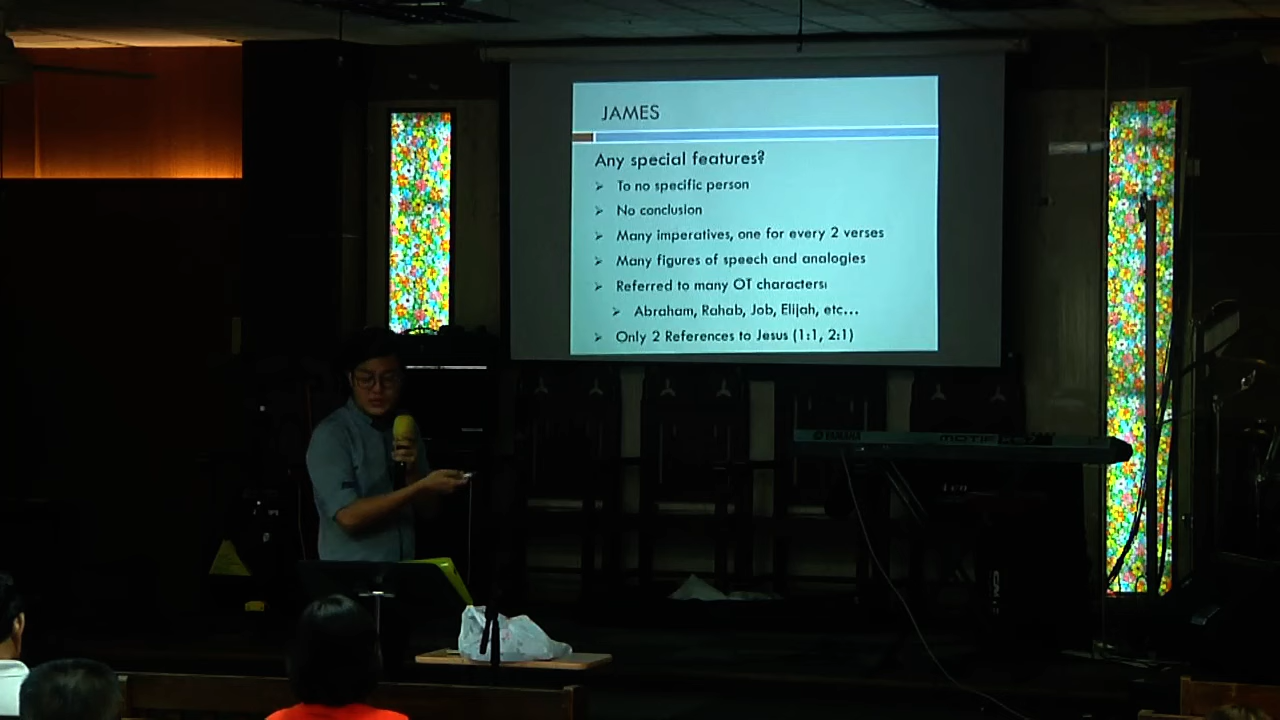 JAMES
Any special features?
➢ To no specific person
➢ No conclusion
➢ Many imperatives, one for every 2 verses
➢ Many figures of speech and analogies
➢ Referred to many OT characters:
➢ Abraham, Rahab, Job, Elijah, etc...
➢ Only 2 References to Jesus (1:1, 2:1)
YAMAHA
MOTIF